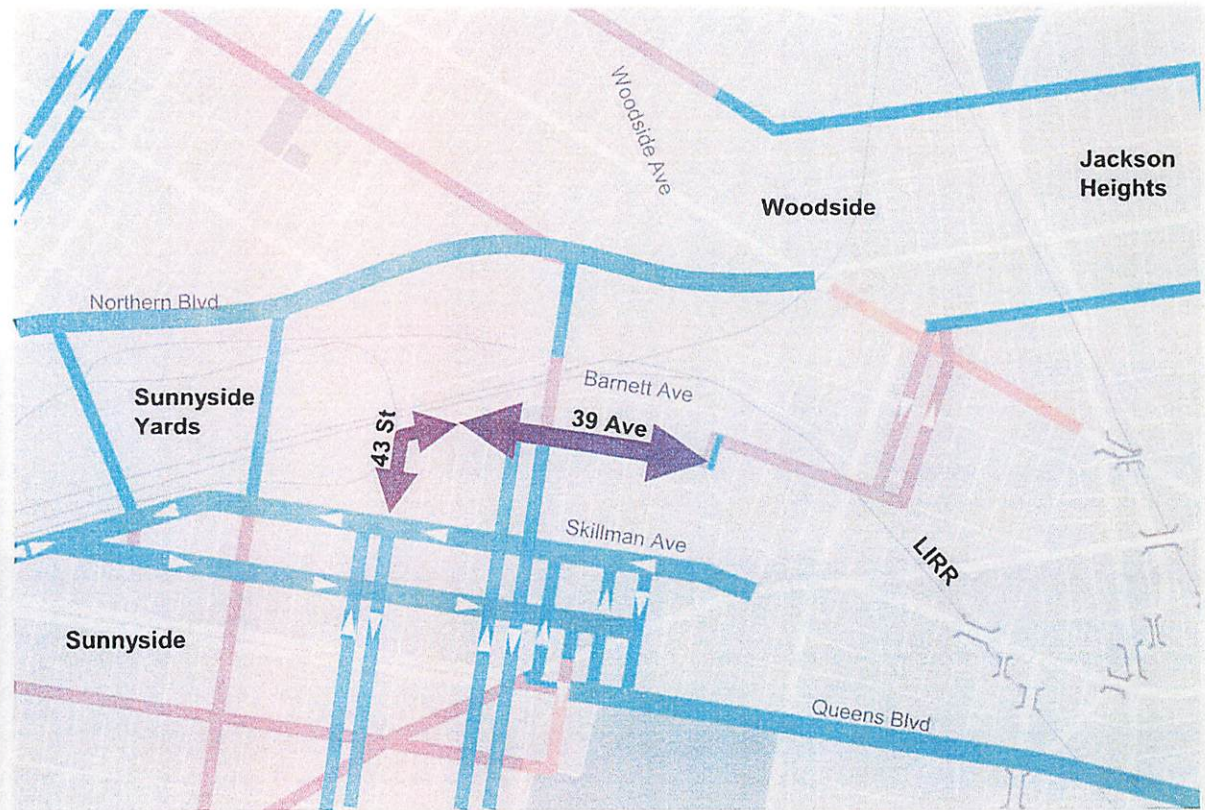 Woodside Ave
Jackson
Heights
Woodside
Northern Blvd
Barnett Ave
Sunnyside
Yards
43 St
39 Ave
Skillman Ave
LIRR
Sunnyside
Queens Blvd